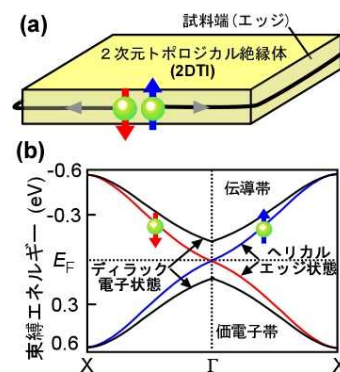 (a)
試料端(エッジ)
2次元トポロジカル絶縁体
(2DTI)
(b)
束縛エネルギー (eV)
-0.6
-0.3
E_F
0.3
0.6
伝導帯
ディラック
電子状態
ヘリカル
エッジ状態
価電子帯
X
Γ
X